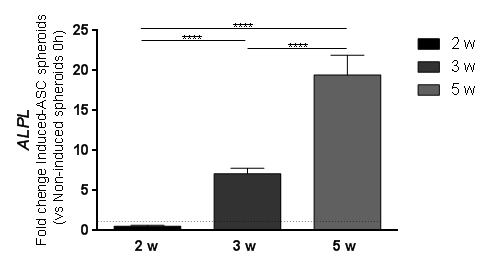 ALPL
Fold chenge Induced-ASC spheroids
(vs Non-induced spheroids 0h)
25
20
15
10
5
0
****
****
****
2 w
3 w
5 w
2 w
3 w
5 w